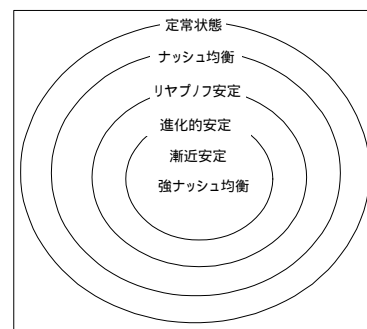 定常状態
ナッシュ均衡
リヤプノフ安定
進化的安定
漸近安定
強ナッシュ均衡